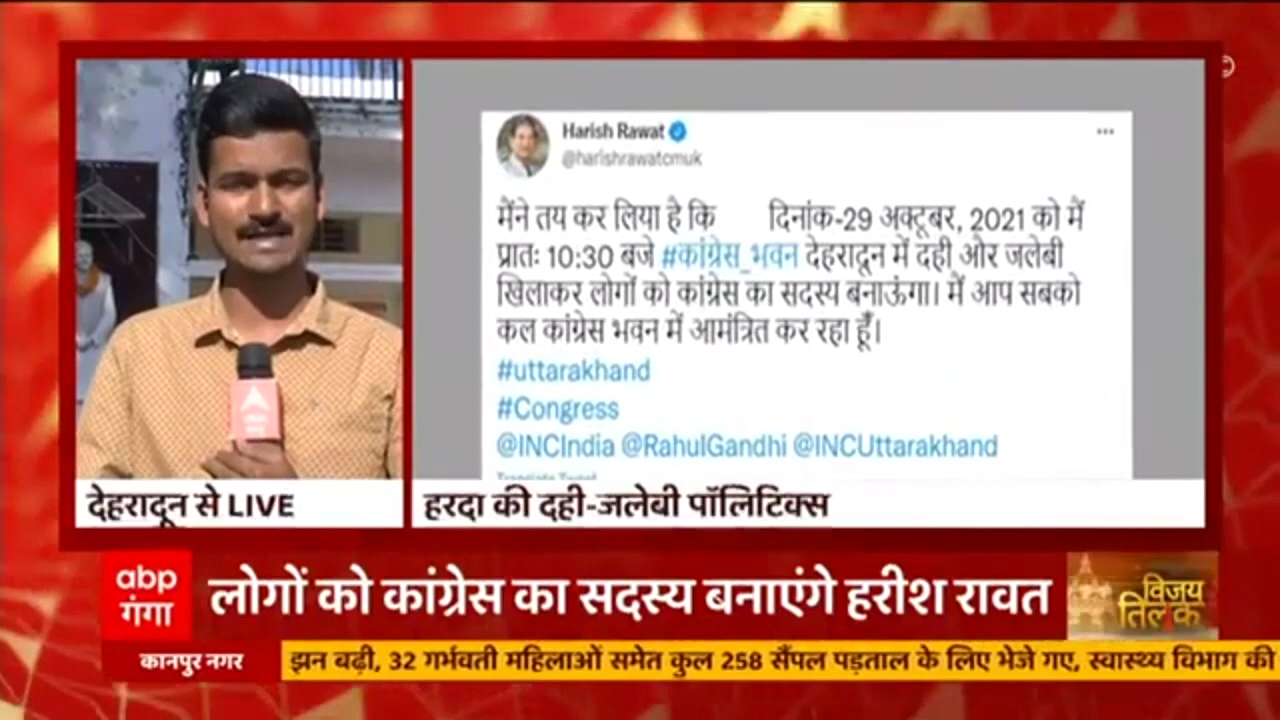 Harish Rawat
@harishrawatcmuk
मैंने तय कर लिया है कि दिनांक-29 अक्टूबर, 2021 को मैं
प्रातः 10:30 बजे #कांग्रेस_भवन देहरादून में दही और जलेबी
खिलाकर लोगों को कांग्रेस का सदस्य बनाऊंगा। मैं आप सबको
कल कांग्रेस भवन में आमंत्रित कर रहा हूँ।
#uttarakhand
#Congress
@INCIndia @RahulGandhi @INCUttarakhand
Translate Tweet
देहरादून से LIVE
हरदा की दही-जलेबी पॉलिटिक्स
abp
गंगा
लोगों को कांग्रेस का सदस्य बनाएंगे हरीश रावत
विजय
तिलक
कानपुर नगर
झन बढ़ी, 32 गर्भवती महिलाओं समेत कुल 258 सैंपल पड़ताल के लिए भेजे गए, स्वास्थ्य विभाग की